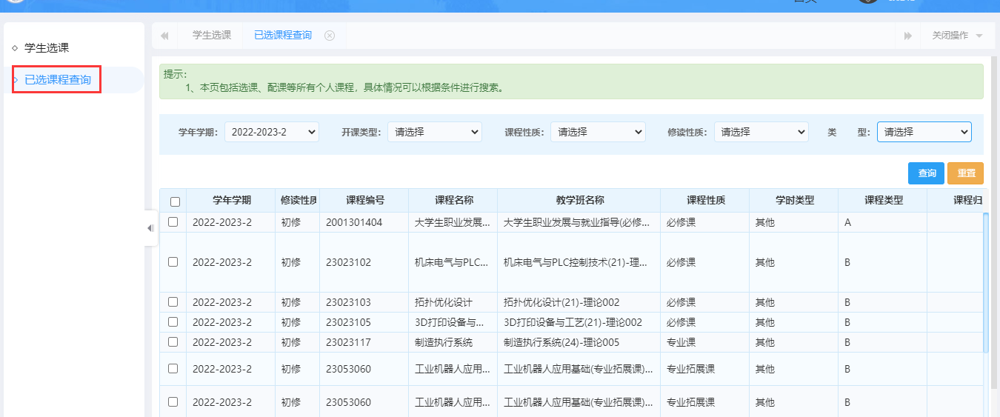 学生选课
已选课程查询
学生选课 已选课程查询 关闭操作
提示：
1、本页包括选课、配课等所有个人课程，具体情况可以根据条件进行搜索。
学年学期： 2022-2023-2 开课类型： 请选择 课程性质： 请选择 修读性质： 请选择 类 型： 请选择
查询 重置
学年学期 修读性质 课程编号 课程名称 教学班名称 课程性质 学时类型 课程类型 课程归
2022-2023-2 初修 2001301404 大学生职业发展... 大学生职业发展与就业指导(必修... 必修课 其他 A
2022-2023-2 初修 23023102 机床电气与PLC... 机床电气与PLC控制技术(21)-理... 必修课 其他 B
2022-2023-2 初修 23023103 拓扑优化设计 拓扑优化设计(21)-理论002 必修课 其他 B
2022-2023-2 初修 23023105 3D打印设备与... 3D打印设备与工艺(21)-理论002 必修课 其他 B
2022-2023-2 初修 23023117 制造执行系统 制造执行系统(24)-理论005 专业课 其他 B
2022-2023-2 初修 23053060 工业机器人应用... 工业机器人应用基础(专业拓展课)... 专业拓展课 其他 B
2022-2023-2 初修 23053060 工业机器人应用... 工业机器人应用基础(专业拓展课)... 专业拓展课 其他 B